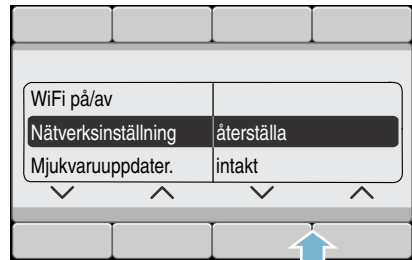 WiFi på/av
Nätverksinställning återställa
Mjukvaruuppdater. intakt